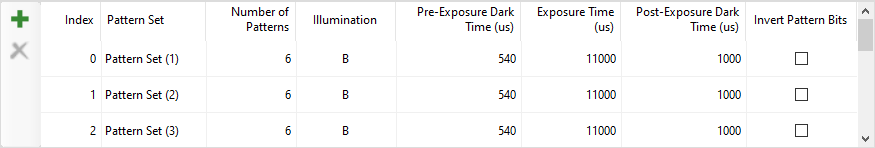 Index Pattern Set Number of Patterns Illumination Pre-Exposure Dark Time (us) Exposure Time (us) Post-Exposure Dark Time (us) Invert Pattern Bits
0 Pattern Set (1) 6 B 540 11000 1000
1 Pattern Set (2) 6 B 540 11000 1000
2 Pattern Set (3) 6 B 540 11000 1000